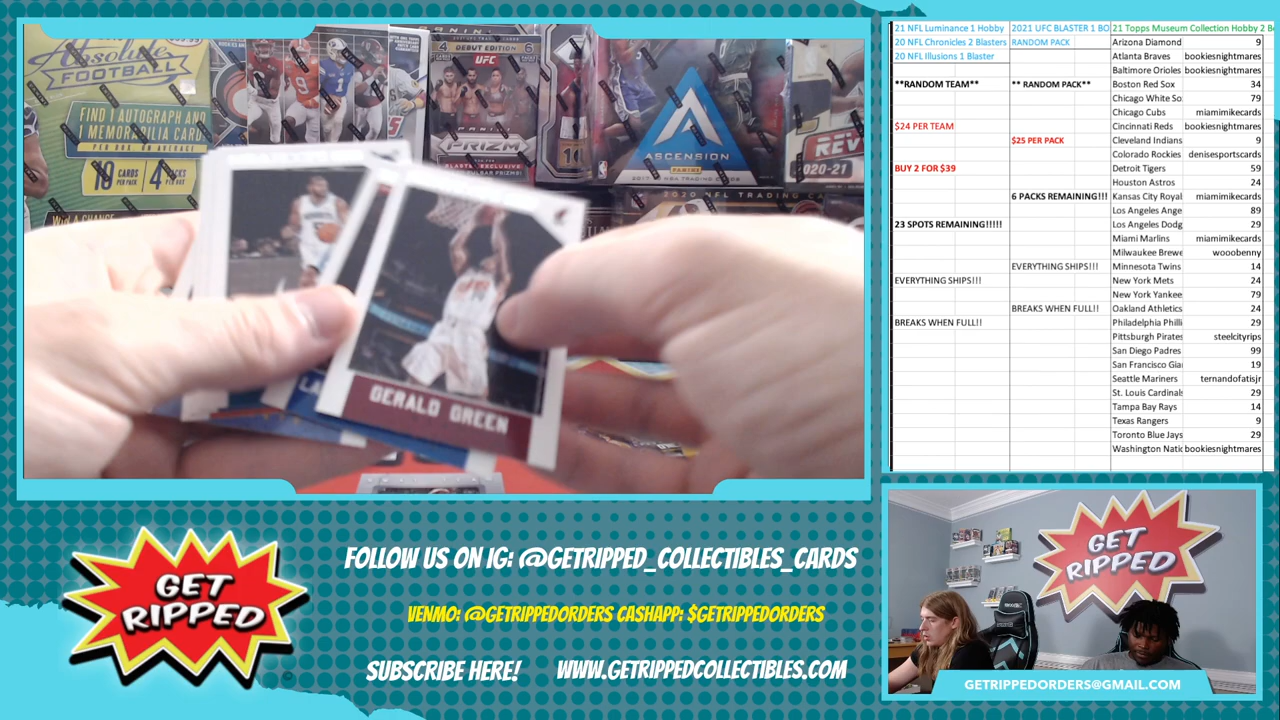 Absolute
FOOTBALL
FIND 1 AUTOGRAPH AND
1 MEMORABILIA CARD
PER BOX ON AVERAGE
CARDS
4
DEBUT EDITION
UFC
4
6
PANINI
PRIZM
ASCENSION
PANINI
REV
2020-21
2020 NFL TRADING CA
GERALD GREEN
LA
21 NFL Luminance 1 Hobby
20 NFL Chronicles 2 Blasters
20 NFL Illusions 1 Blaster
**RANDOM TEAM**
$24 PER TEAM
BUY 2 FOR $39
23 SPOTS REMAINING!!!!!
EVERYTHING SHIPS!!!
BREAKS WHEN FULL!!
2021 UFC BLASTER 1 BO
RANDOM PACK
** RANDOM PACK**
$25 PER PACK
6 PACKS REMAINING!!!
EVERYTHING SHIPS!!!
BREAKS WHEN FULL!!
21 Topps Museum Collection Hobby 2 B
Arizona Diamond 9
Atlanta Braves bookiesnightmares
Baltimore Orioles bookiesnightmares
Boston Red Sox 34
Chicago White So 79
Chicago Cubs miamimikecards
Cincinnati Reds bookiesnightmares
Cleveland Indians 9
Colorado Rockies denisesportscards
Detroit Tigers 59
Houston Astros 24
Kansas City Royal miamimikecards
Los Angeles Ange 89
Los Angeles Dodg 29
Miami Marlins miamimikecards
Milwaukee Brewe wooobenny
Minnesota Twins 14
New York Mets 24
New York Yankee 79
Oakland Athletics 24
Philadelphia Philli 29
Pittsburgh Pirates steelcityrips
San Diego Padres 99
San Francisco Gia 19
Seattle Mariners ternandofatisjr
St. Louis Cardinals 29
Tampa Bay Rays 14
Texas Rangers 9
Toronto Blue Jays 29
Washington Natic bookiesnightmares
GET
RIPPED
FOLLOW US ON IG: @GETRIPPED_COLLECTIBLES_CARDS
VENMO: @GETRIPPEDORDERS CASHAPP: $GETRIPPEDORDERS
SUBSCRIBE HERE! WWW.GETRIPPEDCOLLECTIBLES.COM
GET
RIPPED
GETRIPPEDORDERS@GMAIL.COM